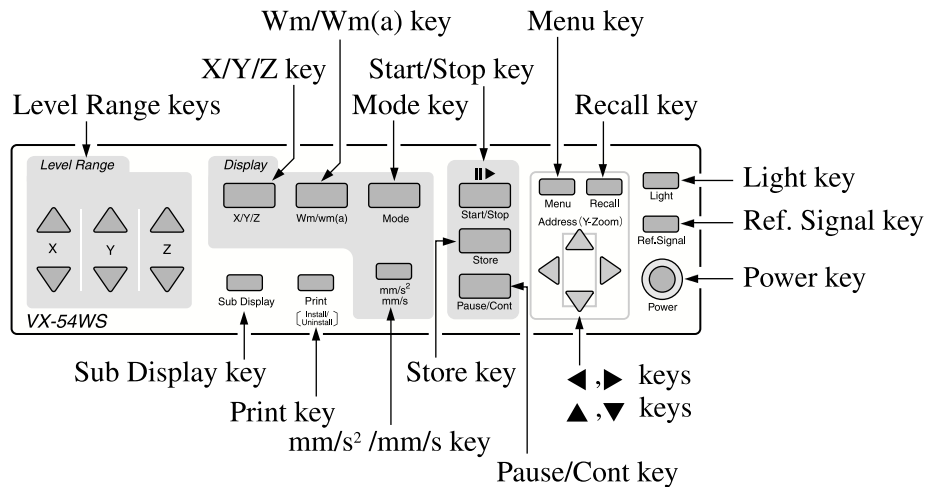 Wm/Wm(a) key
Menu key
X/Y/Z key
Start/Stop key
Level Range keys
Mode key
Recall key
Level Range
Display
X/Y/Z
Wm/wm(a)
Mode
Start/Stop
Menu
Recall
Light
Light key
Address (Y-Zoom)
Ref.Signal
Ref. Signal key
X
Y
Z
Store
Sub Display
Print
[Install/
Uninstall]
mm/s²
mm/s
Pause/Cont
Power
Power key
VX-54WS
Sub Display key
Store key
◀ ,▶ keys
Print key
▲ ,▼ keys
mm/s² /mm/s key
Pause/Cont key